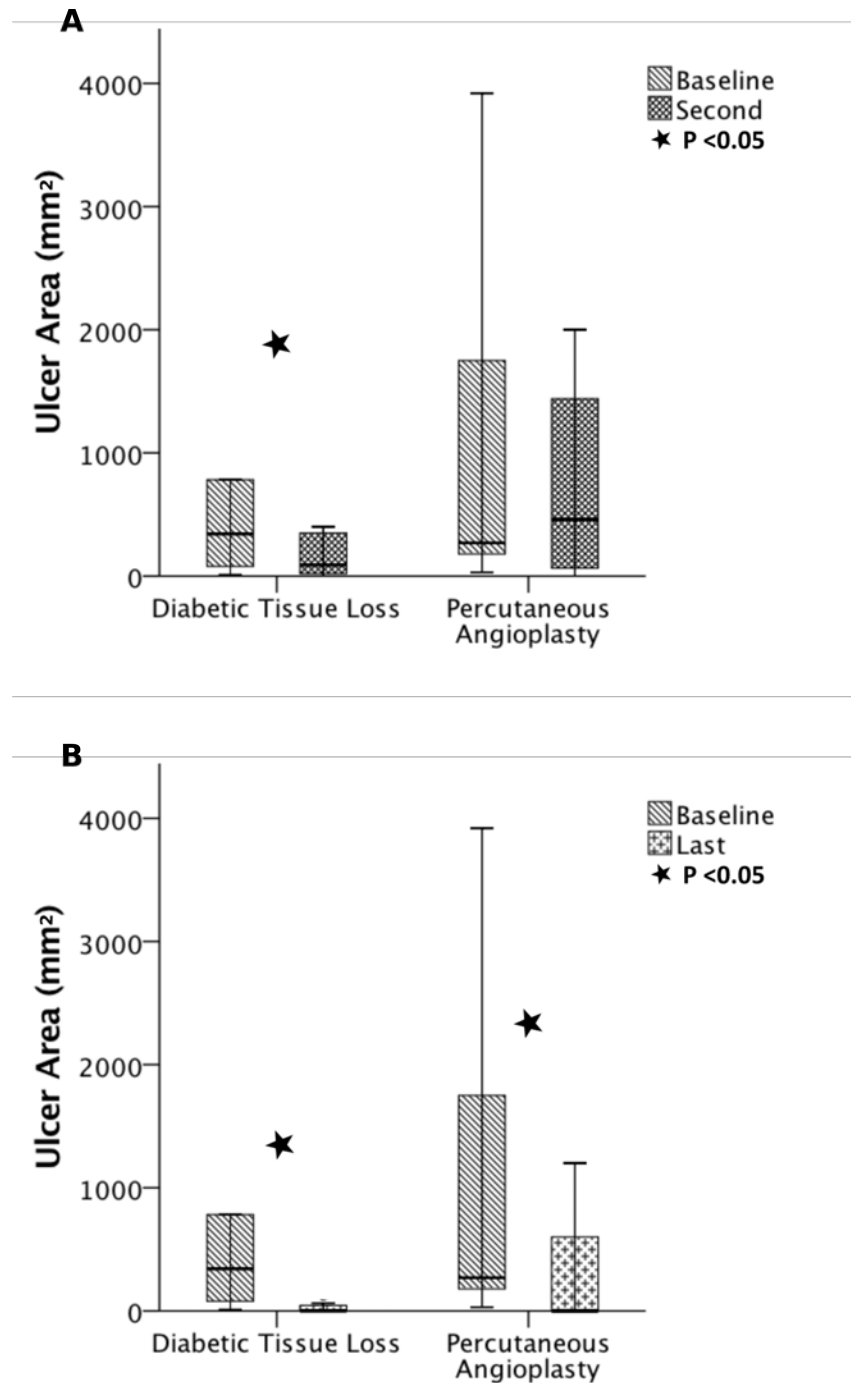 A
4000
3000
2000
1000
0
Ulcer Area (mm²)
Baseline
Second
★ P <0.05
★
Diabetic Tissue Loss
Percutaneous
Angioplasty
B
4000
3000
2000
1000
0
Ulcer Area (mm²)
Baseline
Last
★ P <0.05
★
★
Diabetic Tissue Loss
Percutaneous
Angioplasty